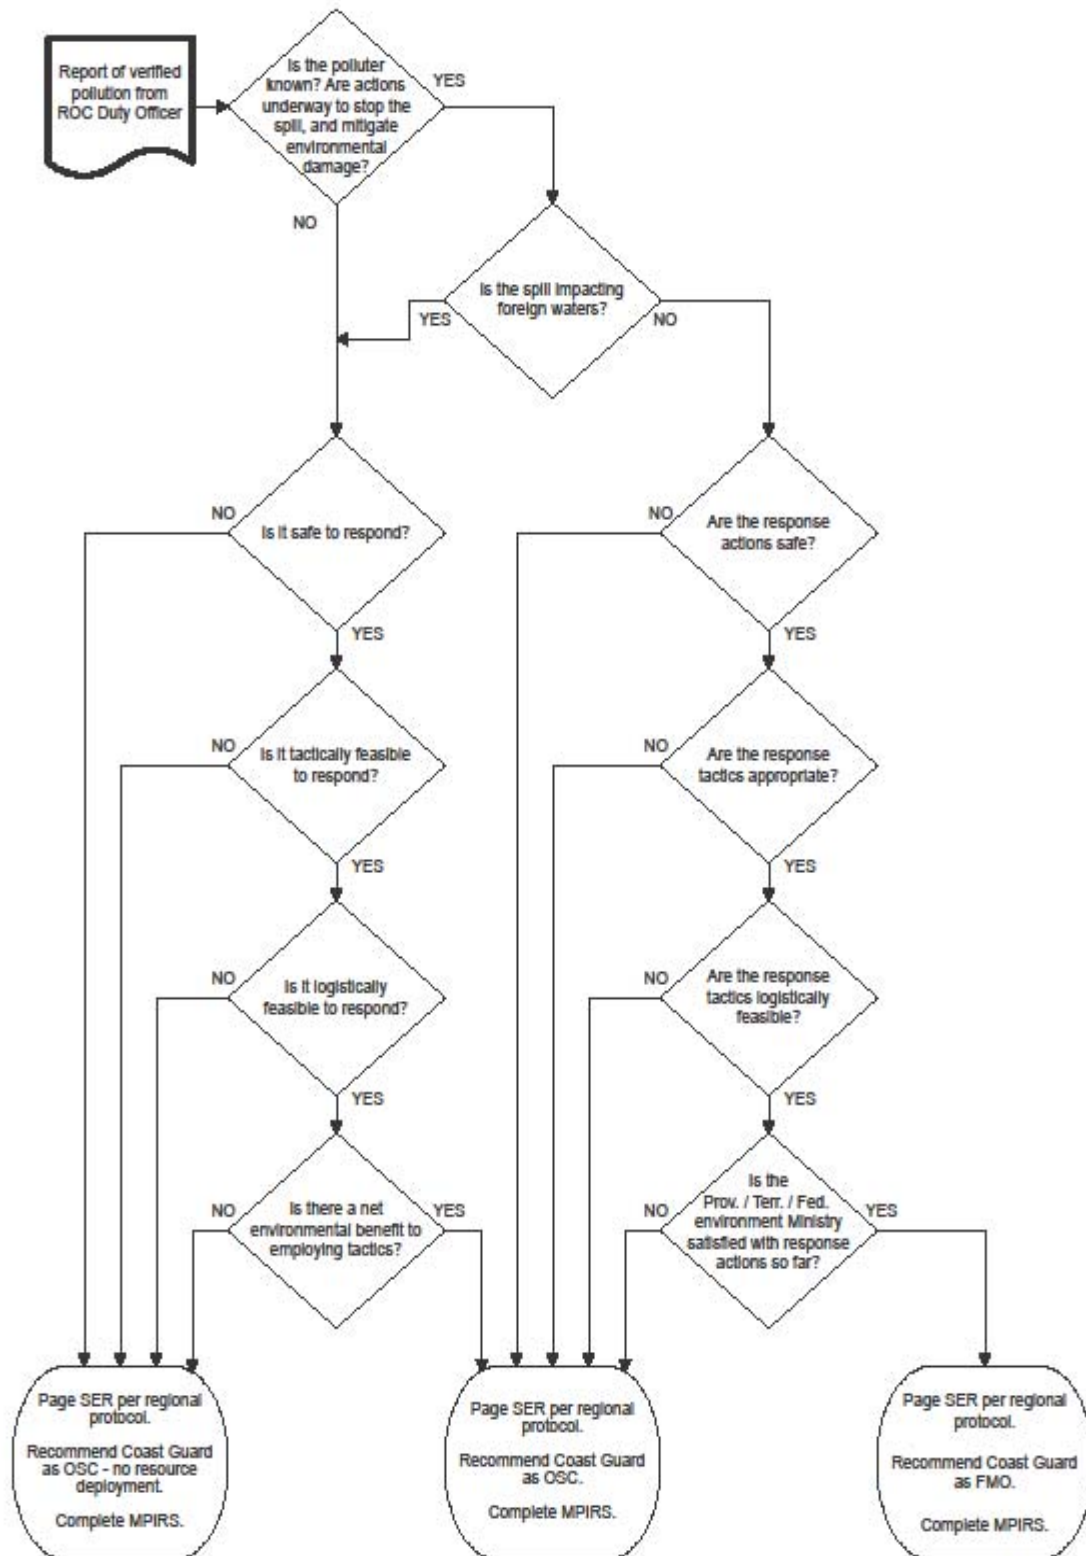 Report of verified
pollution from
ROC Duty Officer
Is the polluter
known? Are actions
underway to stop the
spill, and mitigate
environmental
damage?
YES
NO
Is the spill impacting
foreign waters?
YES
NO
NO
Is it safe to respond?
YES
NO
Are the response
actions safe?
YES
NO
Is it tactically feasible
to respond?
YES
NO
Are the response
tactics appropriate?
YES
NO
Is it logistically
feasible to respond?
YES
NO
Are the response
tactics logistically
feasible?
YES
NO
Is there a net
environmental benefit to
employing tactics?
YES
NO
Is the
Prov. / Terr. / Fed.
environment Ministry
satisfied with response
actions so far?
YES
Page SER per regional
protocol.
Recommend Coast Guard
as OSC - no resource
deployment.
Complete MPIRS.
Page SER per regional
protocol.
Recommend Coast Guard
as OSC.
Complete MPIRS.
Page SER per regional
protocol.
Recommend Coast Guard
as FMO.
Complete MPIRS.